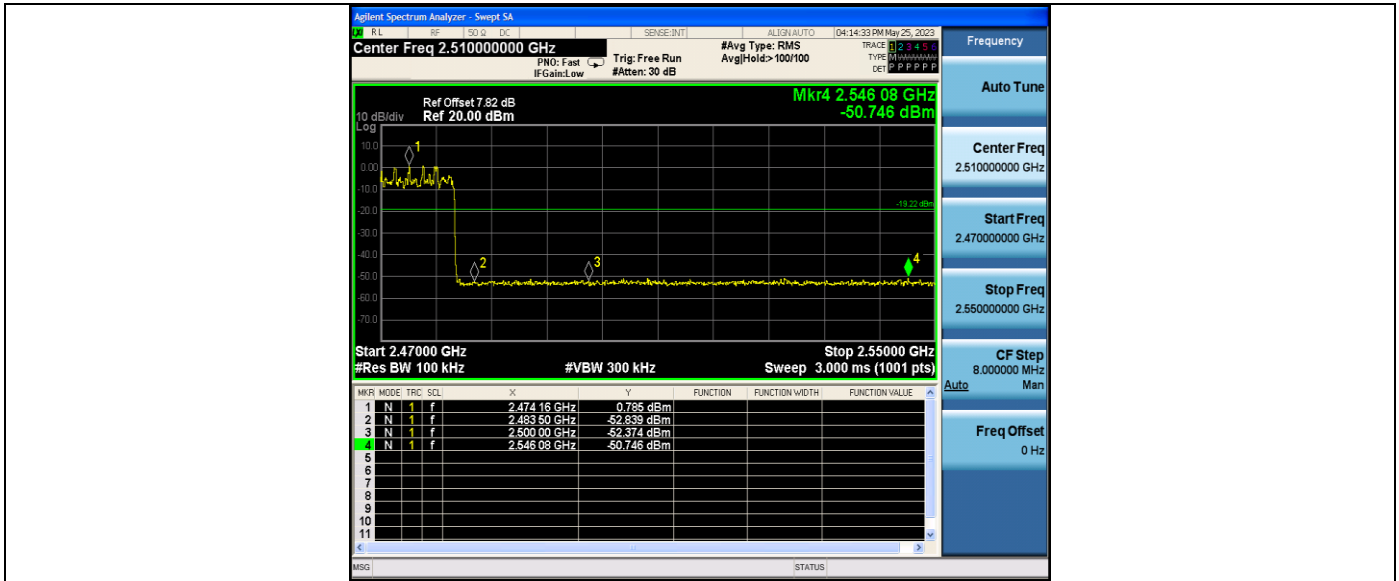 Agilent Spectrum Analyzer - Swept SA
RL RF 50 Ω DC SENSE:INT ALIGN AUTO 04:14:33 PM May 25, 2023
Center Freq 2.510000000 GHz
PNO: Fast Trig: Free Run
IFGain:Low #Atten: 30 dB
#Avg Type: RMS
Avg|Hold:> 100/100
TRACE 1 2 3 4 5 6
TYPE M
DET P P P P P P
Ref Offset 7.82 dB
10 dB/div Ref 20.00 dBm
Log
Mkr4 2.546 08 GHz
-50.746 dBm
10.0
0.00
-10.0
-20.0
-30.0
-40.0
-50.0
-60.0
-70.0
1
2
3
4
-19.22 dBm
Start 2.47000 GHz Stop 2.55000 GHz
#Res BW 100 kHz #VBW 300 kHz Sweep 3.000 ms (1001 pts)
MKR MODE TRC SCL X Y FUNCTION FUNCTION WIDTH FUNCTION VALUE
1 N 1 f 2.474 16 GHz 0.785 dBm
2 N 1 f 2.483 50 GHz -52.839 dBm
3 N 1 f 2.500 00 GHz -52.374 dBm
4 N 1 f 2.546 08 GHz -50.746 dBm
5
6
7
8
9
10
11
MSG STATUS
Frequency
Auto Tune
Center Freq
2.510000000 GHz
Start Freq
2.470000000 GHz
Stop Freq
2.550000000 GHz
CF Step
8.000000 MHz
Auto Man
Freq Offset
0 Hz